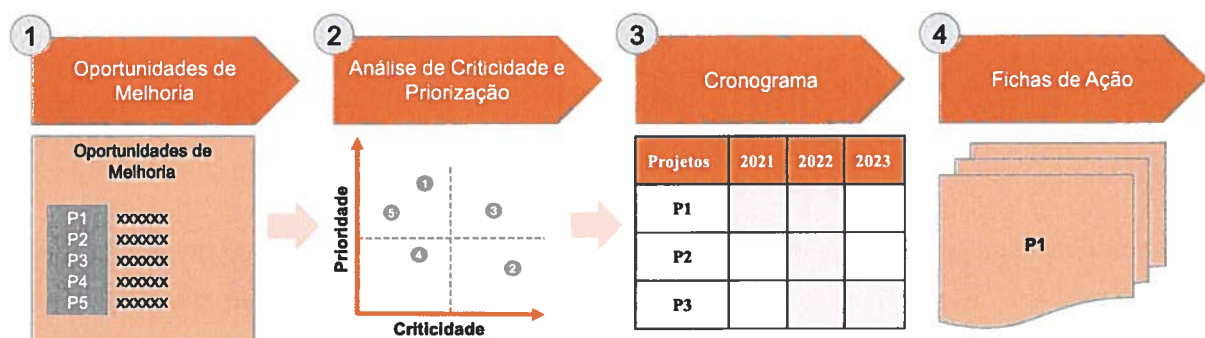 1
Oportunidades de
Melhoria
2
Análise de Criticidade e
Priorização
3
Cronograma
4
Fichas de Ação
Oportunidades de
Melhoria
P1 xxxxxx
P2 xxxxxx
P3 xxxxxx
P4 xxxxxx
P5 xxxxxx
Prioridade
1
5
3
4
2
Criticidade
Projetos 2021 2022 2023
P1
P2
P3
P1